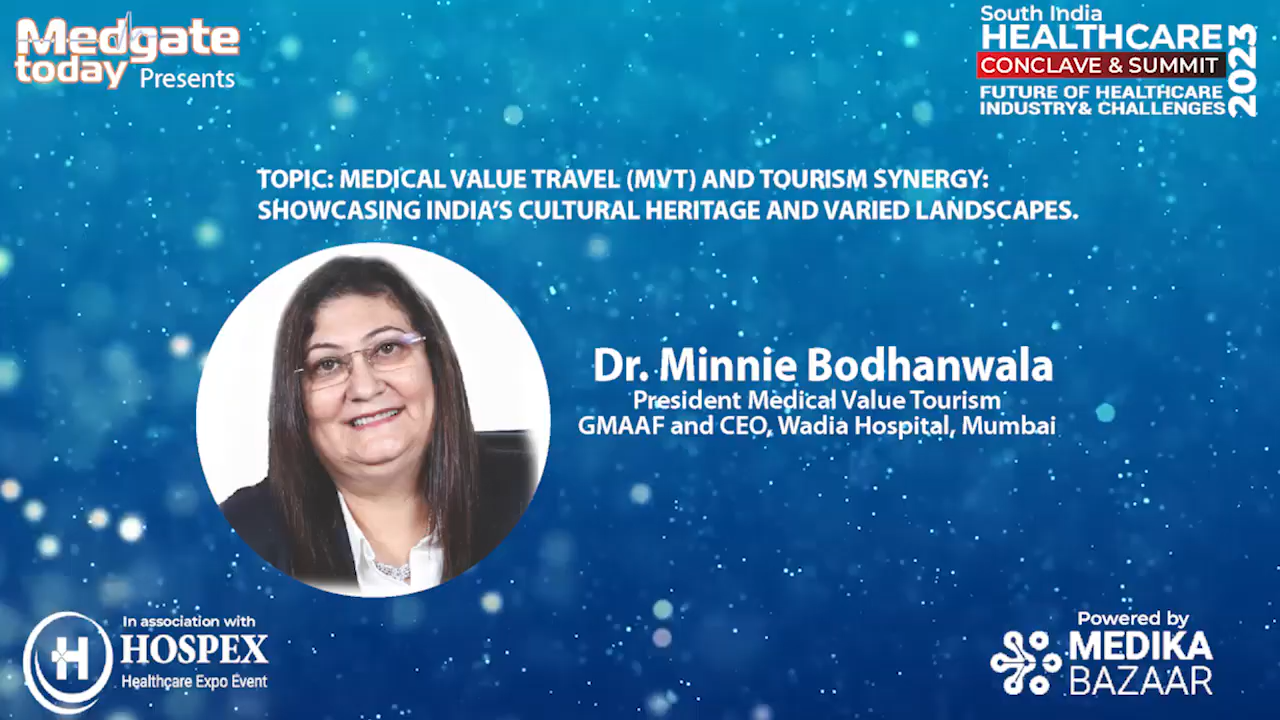 Medgate
today Presents
South India
HEALTHCARE
CONCLAVE & SUMMIT
2023
FUTURE OF HEALTHCARE
INDUSTRY& CHALLENGES
TOPIC: MEDICAL VALUE TRAVEL (MVT) AND TOURISM SYNERGY:
SHOWCASING INDIA'S CULTURAL HERITAGE AND VARIED LANDSCAPES.
Dr. Minnie Bodhanwala
President Medical Value Tourism
GMAAF and CEO, Wadia Hospital, Mumbai
In association with
H HOSPEX
Healthcare Expo Event
Powered by
MEDIKA
BAZAAR